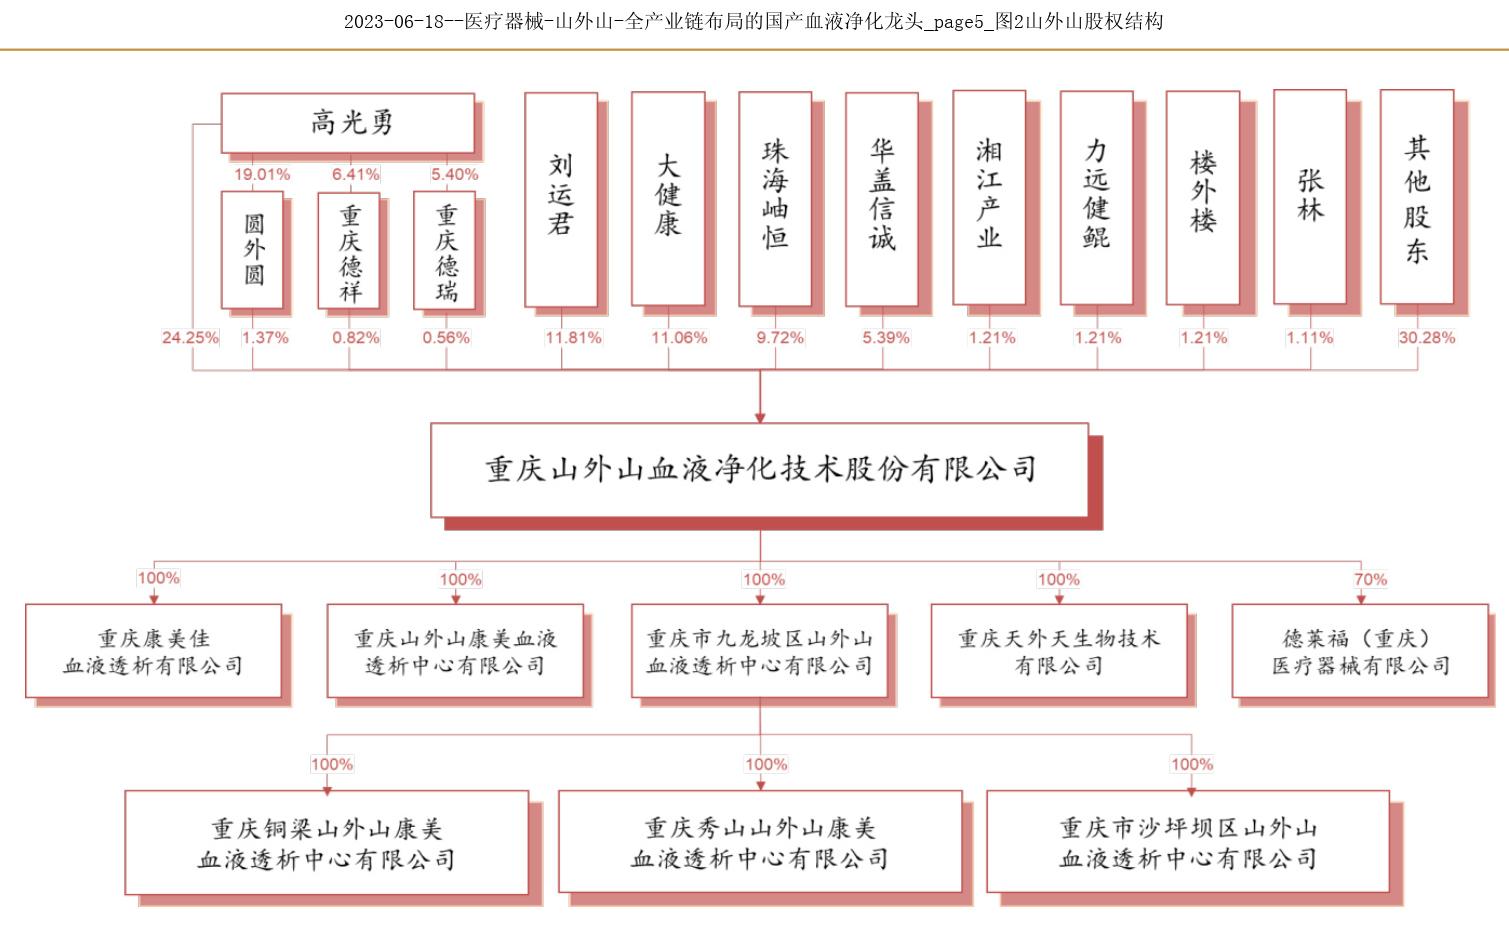 2023-06-18--医疗器械-山外山-全产业链布局的国产血液净化龙头_page5_图2山外山股权结构
高光勇
19.01%
6.41%
5.40%
圆外圆
重庆德祥
重庆德瑞
刘运君
大健康
珠海岫恒
华盖信诚
湘江产业
力远健鲲
楼外楼
张林
其他股东
24.25%
1.37%
0.82%
0.56%
11.81%
11.06%
9.72%
5.39%
1.21%
1.21%
1.21%
1.11%
30.28%
重庆山外山血液净化技术股份有限公司
100%
100%
100%
100%
70%
重庆康美佳
血液透析有限公司
重庆山外山康美血液
透析中心有限公司
重庆市九龙坡区山外山
血液透析中心有限公司
重庆天外天生物技术
有限公司
德莱福（重庆）
医疗器械有限公司
100%
100%
100%
重庆铜梁山外山康美
血液透析中心有限公司
重庆秀山山外山康美
血液透析中心有限公司
重庆市沙坪坝区山外山
血液透析中心有限公司